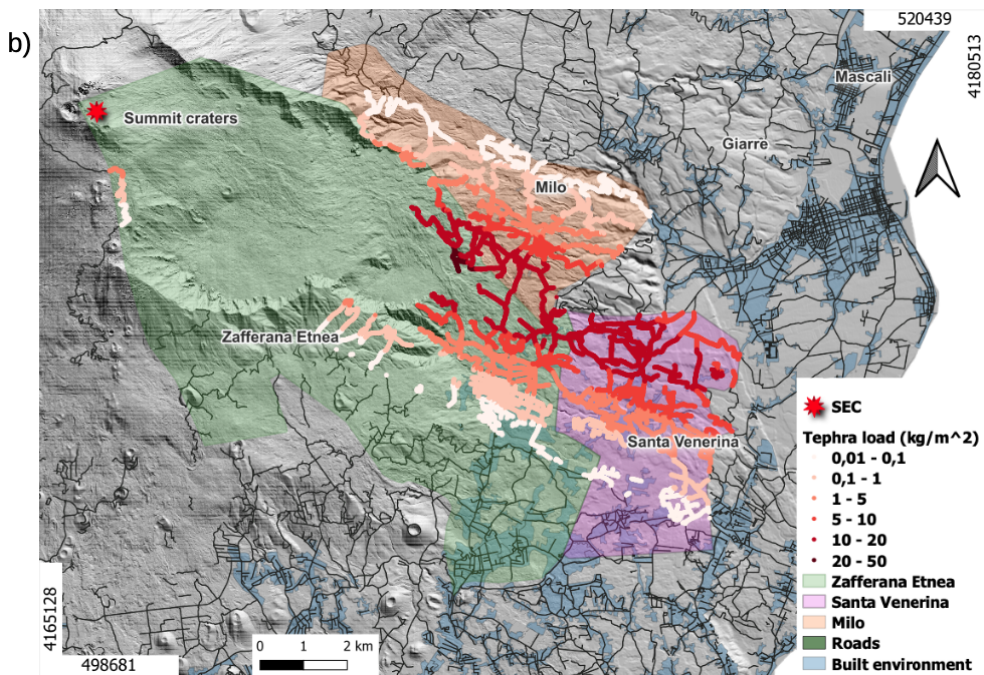 b)
520439
4180513
Mascali
Summit craters
Giarre
Milo
Zafferana Etnea
Santa Venerina
SEC
Tephra load (kg/m^2)
0,01 - 0,1
0,1 - 1
1 - 5
5 - 10
10 - 20
20 - 50
Zafferana Etnea
Santa Venerina
Milo
Roads
Built environment
4165128
498681
0 1 2 km